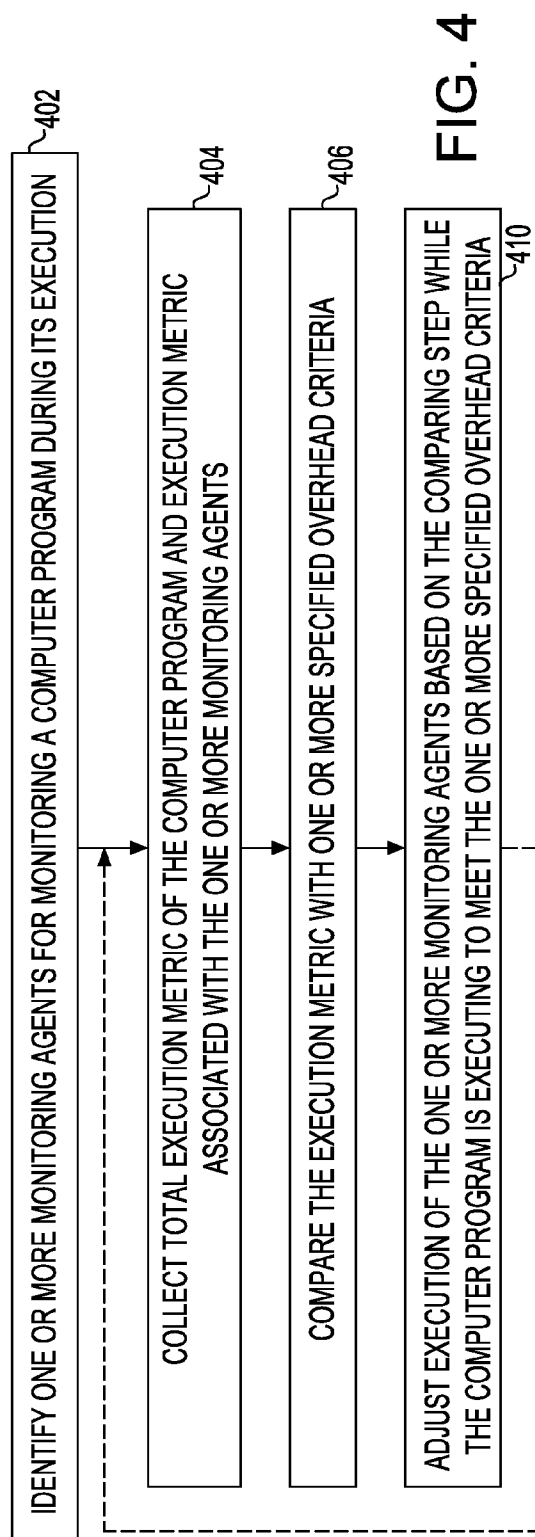 IDENTIFY ONE OR MORE MONITORING AGENTS FOR MONITORING A COMPUTER PROGRAM DURING ITS EXECUTION
402
COLLECT TOTAL EXECUTION METRIC OF THE COMPUTER PROGRAM AND EXECUTION METRIC
ASSOCIATED WITH THE ONE OR MORE MONITORING AGENTS
404
COMPARE THE EXECUTION METRIC WITH ONE OR MORE SPECIFIED OVERHEAD CRITERIA
406
ADJUST EXECUTION OF THE ONE OR MORE MONITORING AGENTS BASED ON THE COMPARING STEP WHILE
THE COMPUTER PROGRAM IS EXECUTING TO MEET THE ONE OR MORE SPECIFIED OVERHEAD CRITERIA
410
FIG. 4